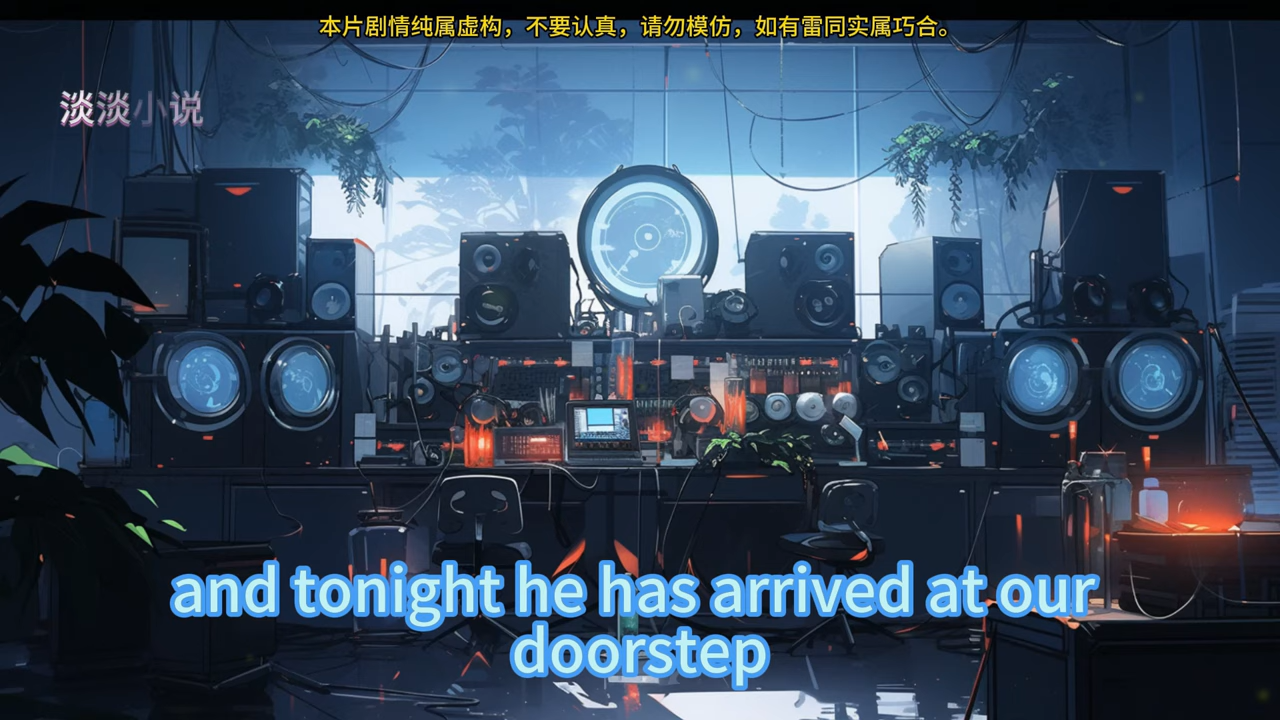 本片剧情纯属虚构，不要认真，请勿模仿，如有雷同实属巧合。
淡淡小说
and tonight he has arrived at our
doorstep